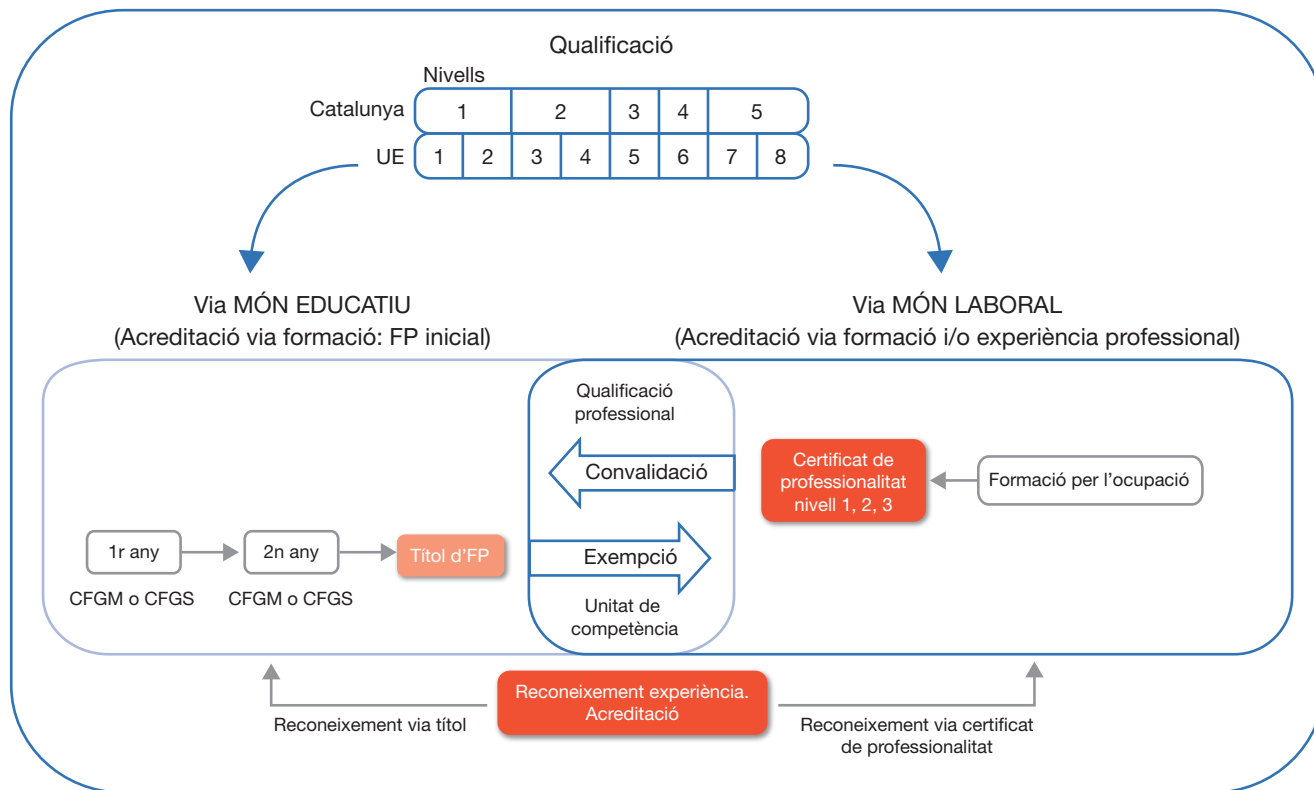 Qualificació
Nivells
Catalunya 1 2 3 4 5
UE 1 2 3 4 5 6 7 8
Via MÓN EDUCATIU
(Acreditació via formació: FP inicial)
Via MÓN LABORAL
(Acreditació via formació i/o experiència professional)
Qualificació
professional
Convalidació
Certificat de
professionalitat
nivell 1, 2, 3
Formació per l’ocupació
1r any
2n any
Títol d’FP
Exempció
CFGM o CFGS
CFGM o CFGS
Unitat de
competència
Reconeixement experiència.
Acreditació
Reconeixement via títol
Reconeixement via certificat
de professionalitat